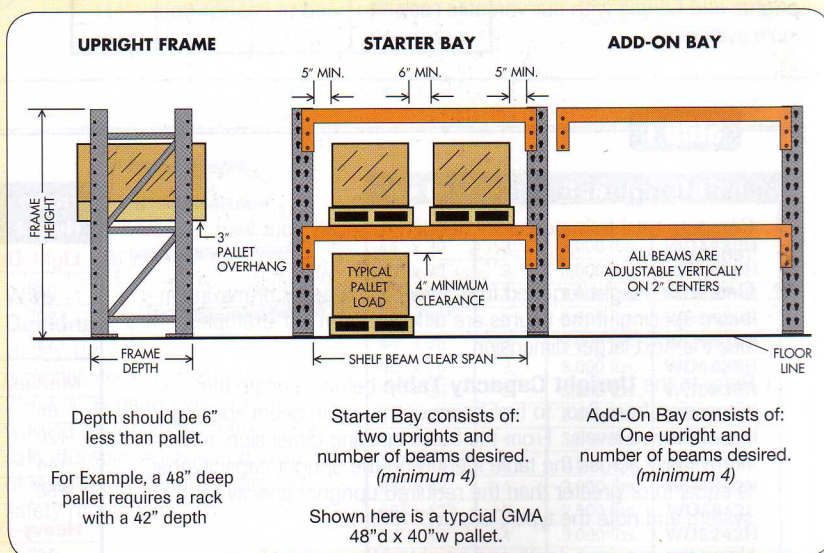 UPRIGHT FRAME
STARTER BAY
ADD-ON BAY
5” MIN.
6” MIN.
5” MIN.
FRAME
HEIGHT
3”
PALLET
OVERHANG
TYPICAL
PALLET
LOAD
4” MINIMUM
CLEARANCE
ALL BEAMS ARE
ADJUSTABLE VERTICALLY
ON 2” CENTERS
FRAME
DEPTH
SHELF BEAM CLEAR SPAN
FLOOR
LINE
Depth should be 6”
less than pallet.
For Example, a 48” deep
pallet requires a rack
with a 42” depth
Starter Bay consists of:
two upright and
number of beams desired.
(minimum 4)
Shown here is a typcial GMA
48”d x 40”w pallet.
Add-On Bay consists of:
One upright and
number of beams desired.
(minimum 4)